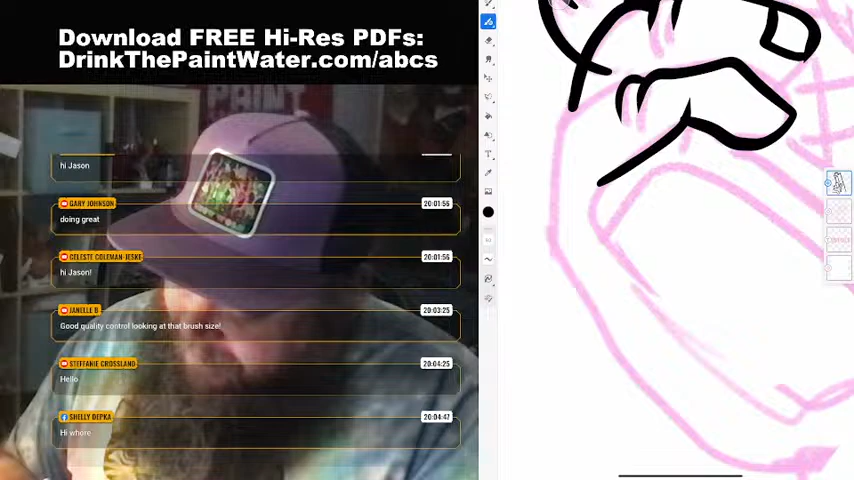 Download FREE Hi-Res PDFs:
DrinkThePaintWater.com/abcs
PAINT
hi Jason
GARY JOHNSON 20:01:56
doing great
CELESTE COLEMAN-JESKE 20:01:56
hi Jason!
JANELLE B 20:03:25
Good quality control looking at that brush size!
STEFFANIE CROSSLAND 20:04:25
Hello
SHELLY DEPKA 20:04:47
Hi whore